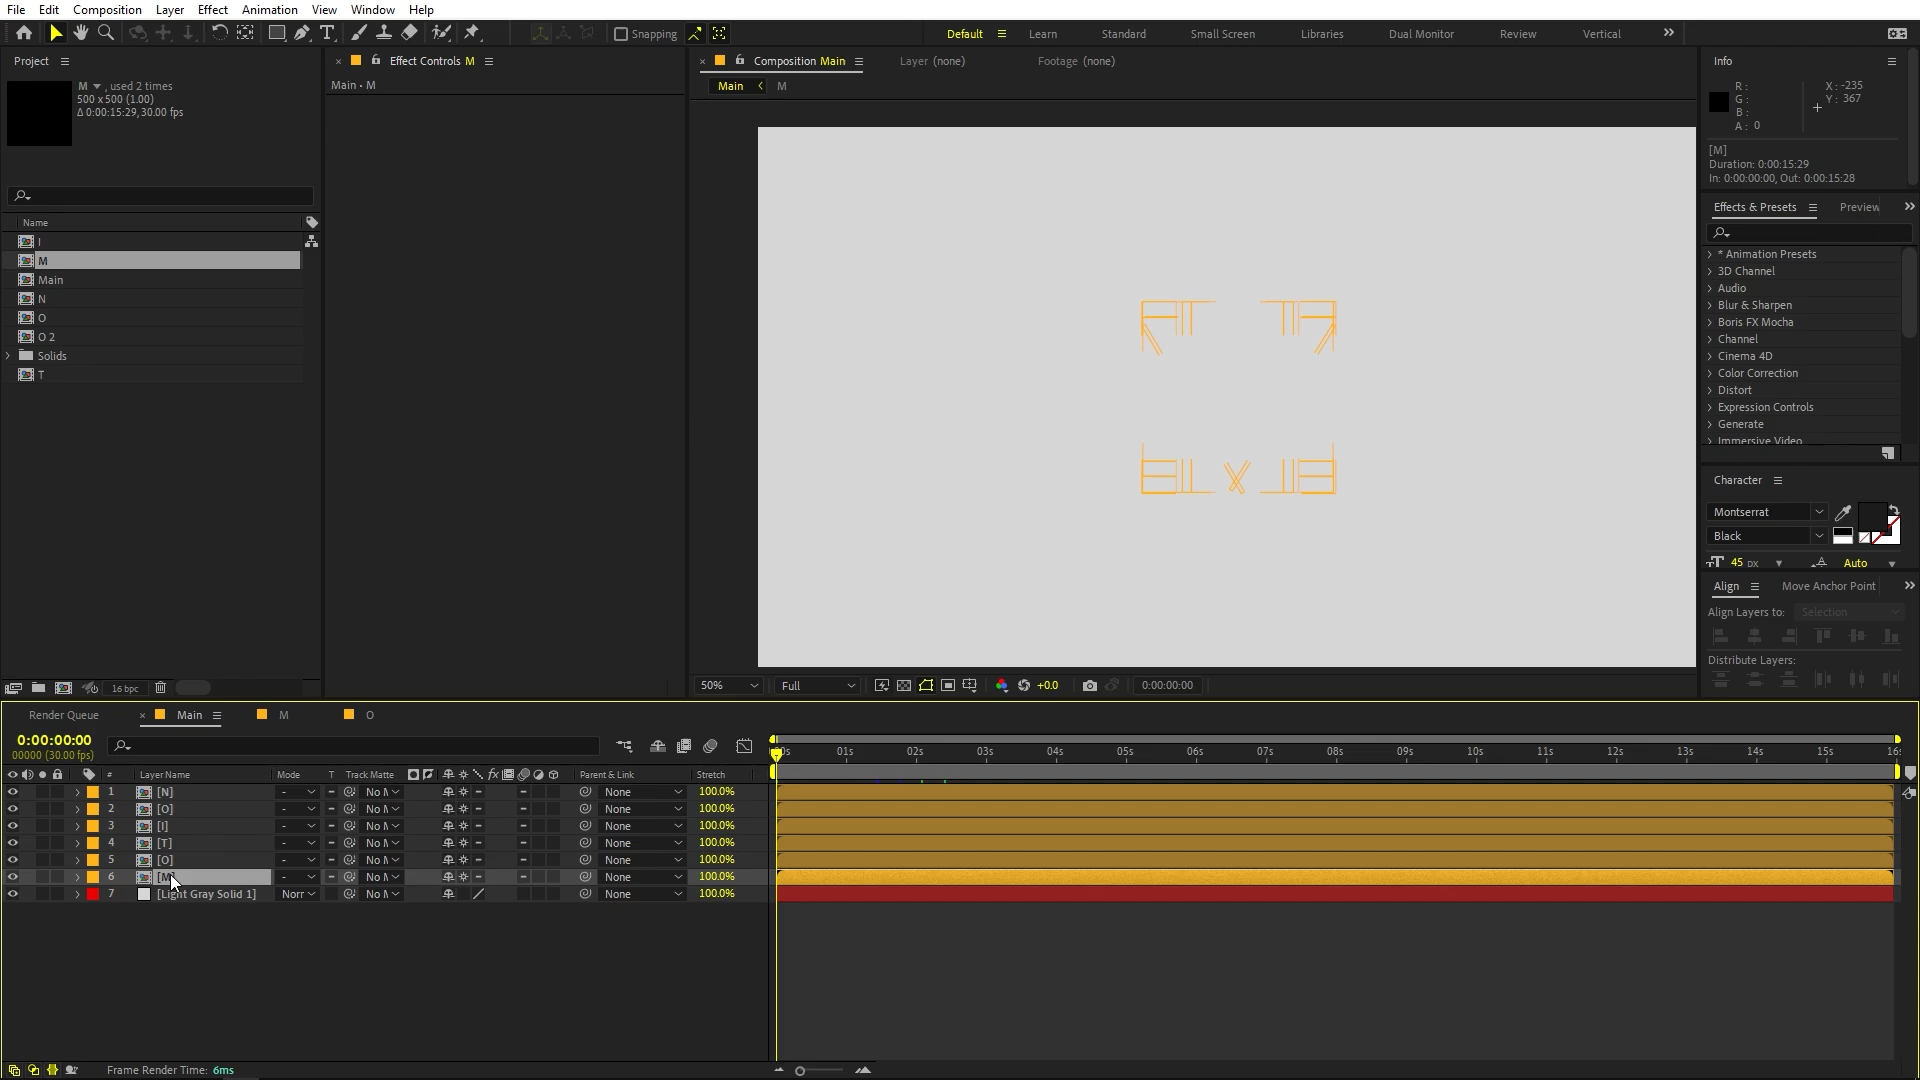 File Edit Composition Layer Effect Animation View Window Help
Snapping Default Learn Standard Small Screen Libraries Dual Monitor Review Vertical
Project
M , used 2 times
500 x 500 (1.00)
Δ 0:00:15:29, 30.00 fps
Name
I
M
Main
N
O
O 2
Solids
T
16 bpc
Effect Controls M
Main • M
Composition Main
Layer (none)
Footage (none)
Main
M
50%
Full
+0.0
0:00:00:00
Info
R :
G :
B :
A : 0
X : -235
Y : 367
[M]
Duration: 0:00:15:29
In: 0:00:00:00, Out: 0:00:15:28
Effects & Presets
Preview
* Animation Presets
3D Channel
Audio
Blur & Sharpen
Boris FX Mocha
Channel
Cinema 4D
Color Correction
Distort
Expression Controls
Generate
Immersive Video
Character
Montserrat
Black
45 px
Auto
Align
Move Anchor Point
Align Layers to: Selection
Distribute Layers:
Render Queue
Main
M
O
0:00:00:00
00000 (30.00 fps)
01s 02s 03s 04s 05s 06s 07s 08s 09s 10s 11s 12s 13s 14s 15s
# Layer Name Mode T Track Matte Parent & Link Stretch
1 [N] - No M None 100.0%
2 [O] - No M None 100.0%
3 [I] - No M None 100.0%
4 [T] - No M None 100.0%
5 [O] - No M None 100.0%
6 [M] - No M None 100.0%
7 [Light Gray Solid 1] Norr No M None 100.0%
Frame Render Time: 6ms